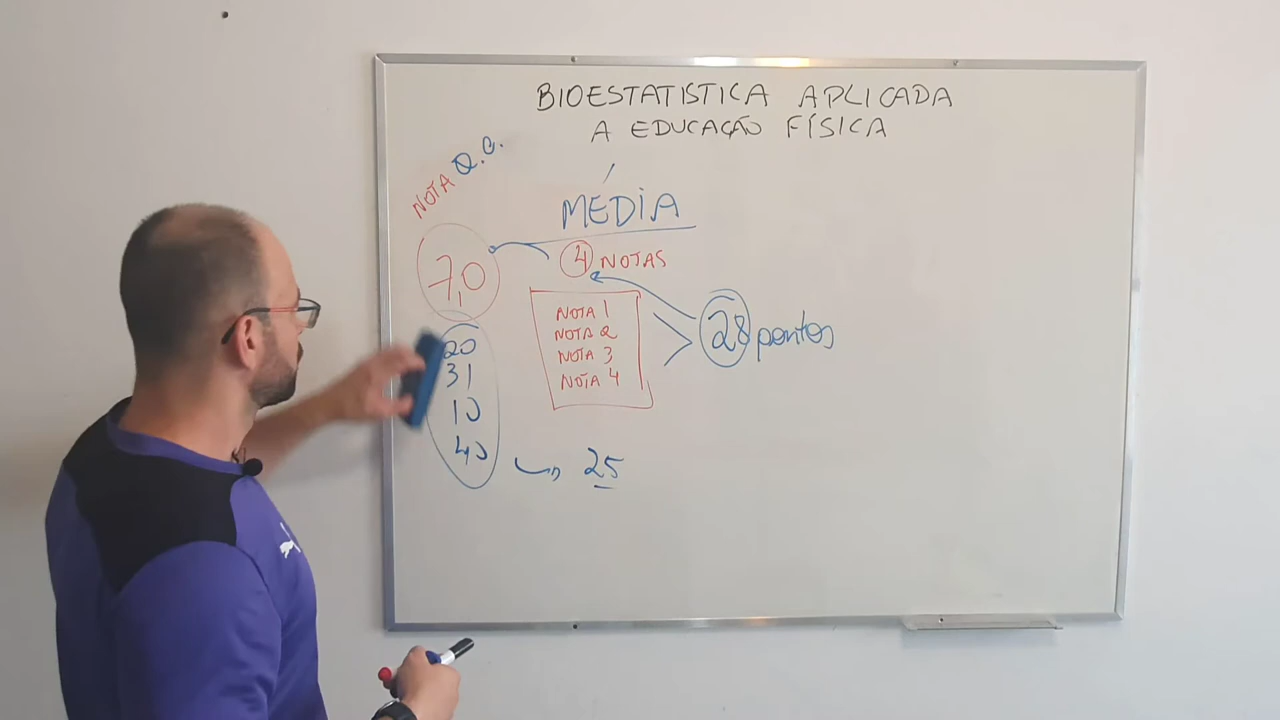 BIOESTATISTICA APLICADA
A EDUCAÇÃO FÍSICA
NOTA Q.C.
MÉDIA
7,0
4 NOTAS
NOTA 1
NOTA 2
NOTA 3
NOTA 4
28 pontos
20
31
10
40
25